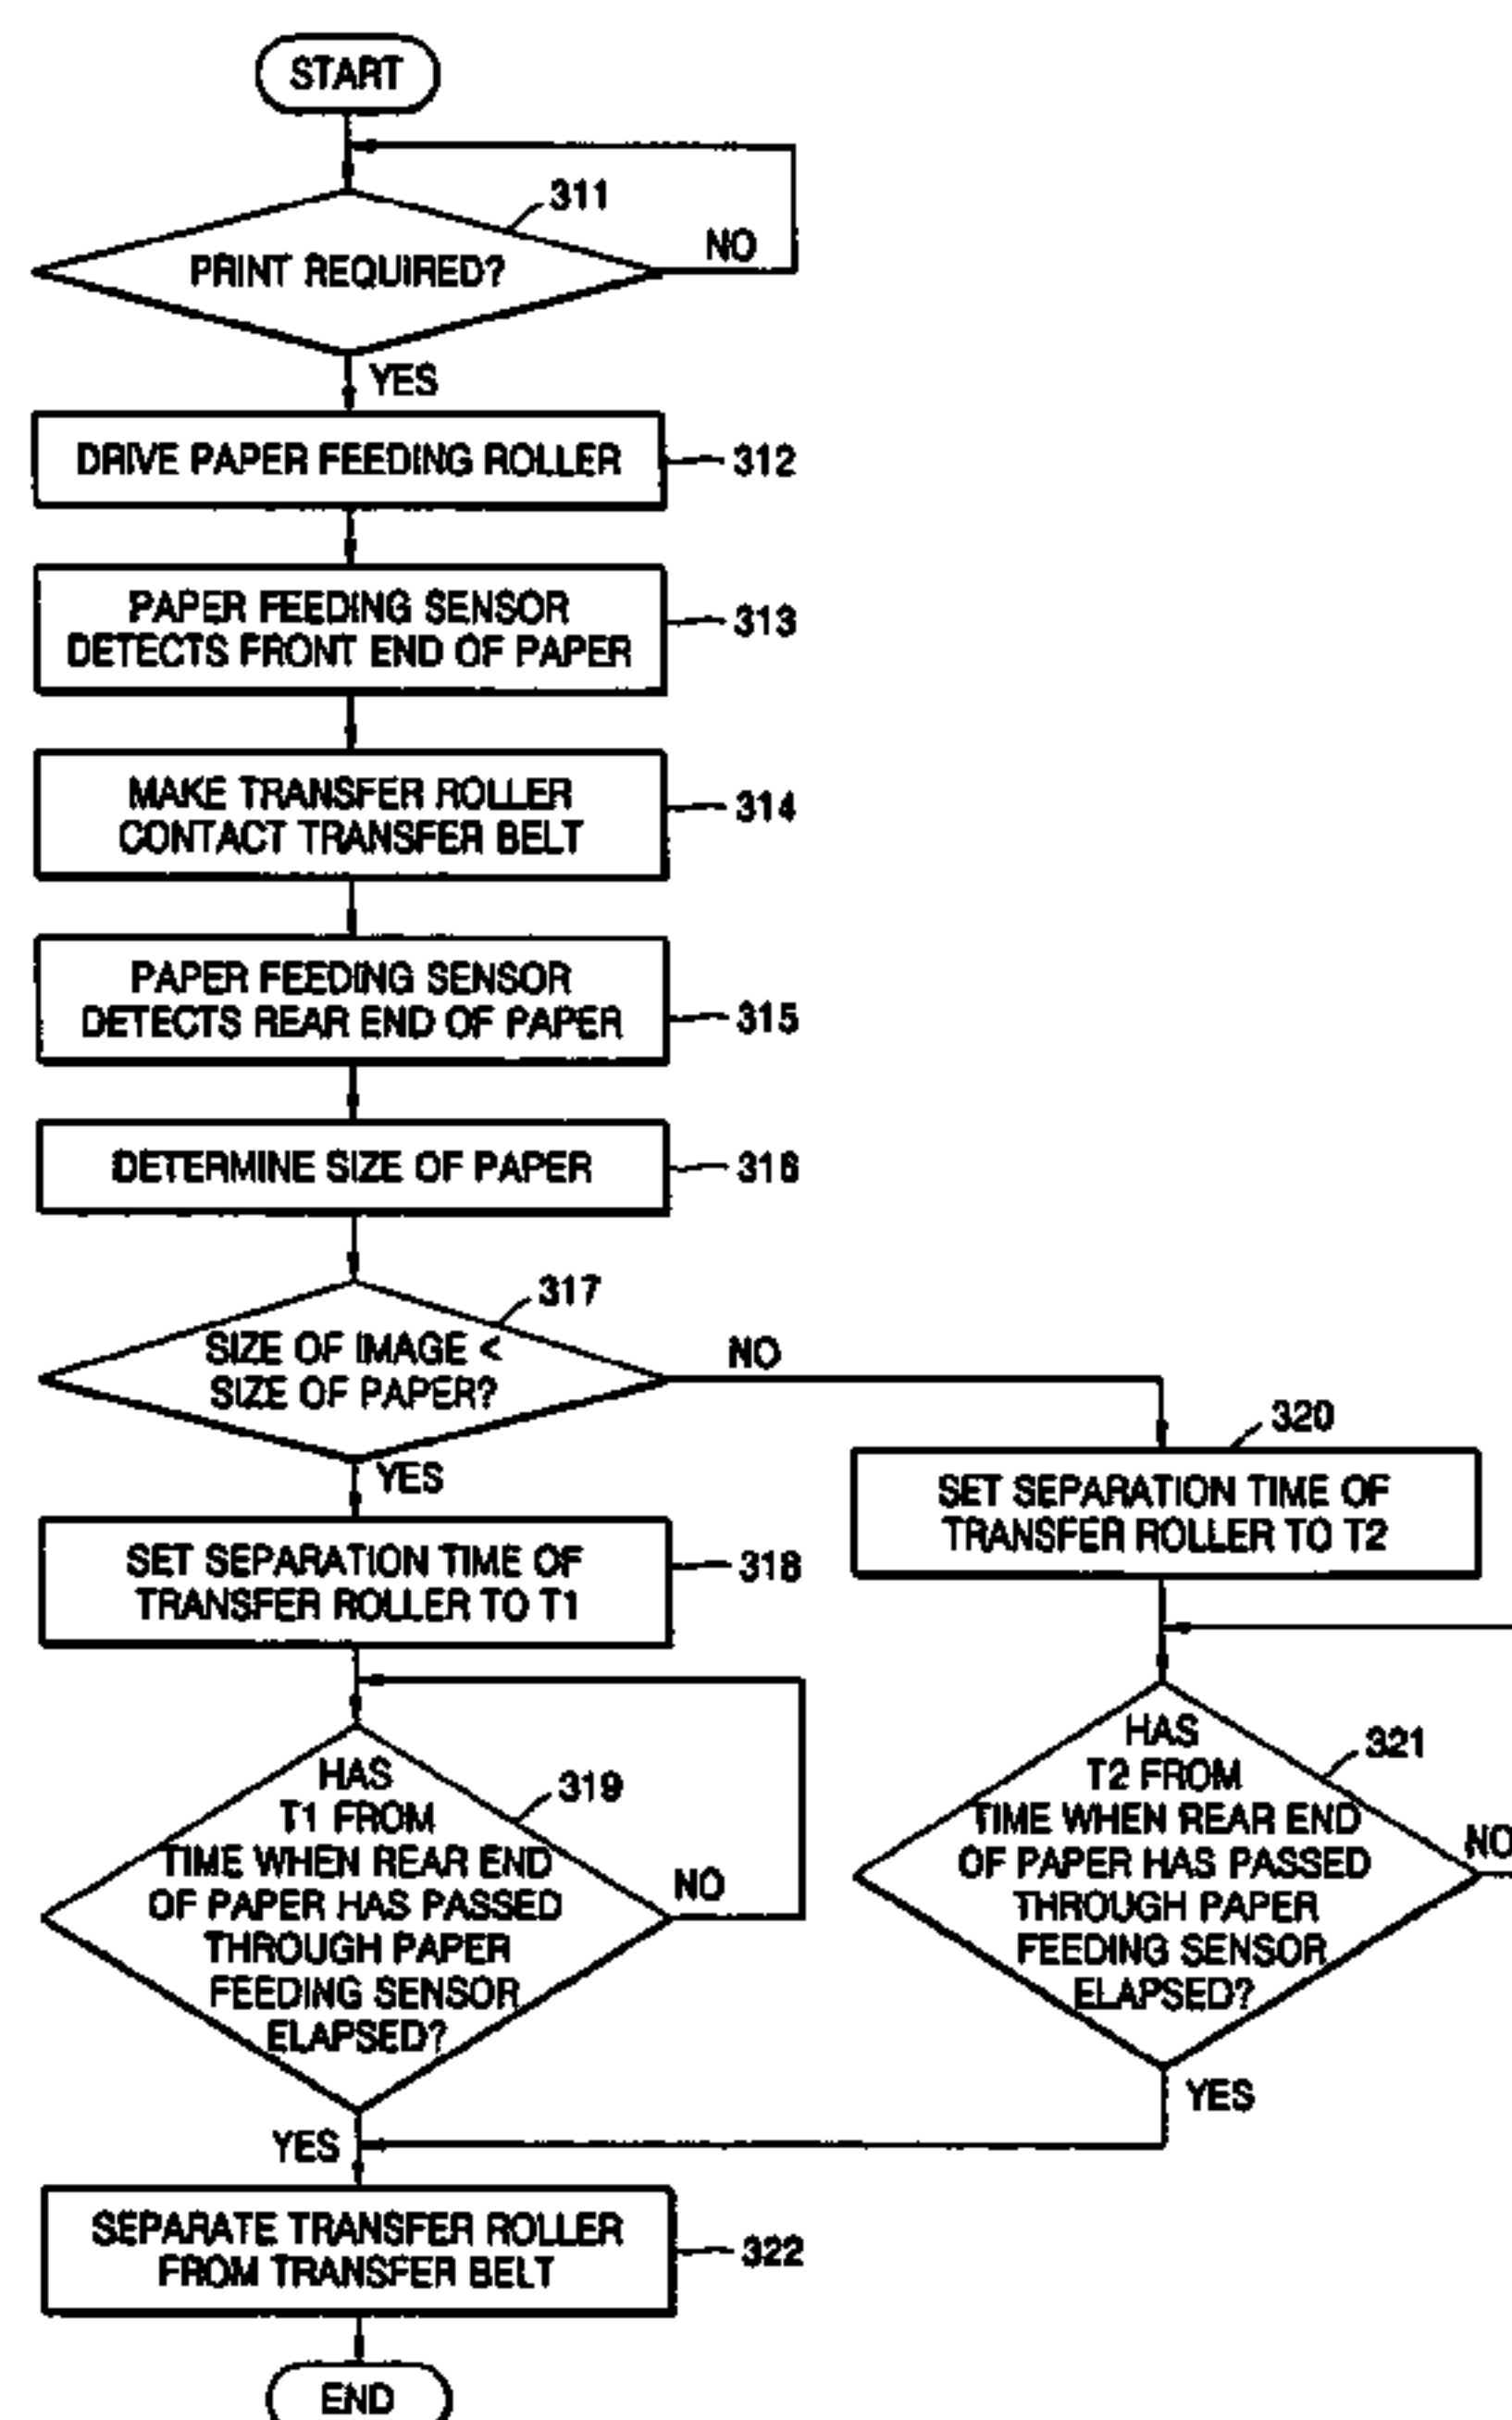 START
311
PRINT REQUIRED?
NO
YES
DRIVE PAPER FEEDING ROLLER
312
PAPER FEEDING SENSOR
DETECTS FRONT END OF PAPER
313
MAKE TRANSFER ROLLER
CONTACT TRANSFER BELT
314
PAPER FEEDING SENSOR
DETECTS REAR END OF PAPER
315
DETERMINE SIZE OF PAPER
316
317
SIZE OF IMAGE <
SIZE OF PAPER?
NO
YES
SET SEPARATION TIME OF
TRANSFER ROLLER TO T1
318
320
SET SEPARATION TIME OF
TRANSFER ROLLER TO T2
HAS
T1 FROM
TIME WHEN REAR END
OF PAPER HAS PASSED
THROUGH PAPER
FEEDING SENSOR
ELAPSED?
319
NO
YES
HAS
T2 FROM
TIME WHEN REAR END
OF PAPER HAS PASSED
THROUGH PAPER
FEEDING SENSOR
ELAPSED?
321
NO
YES
SEPARATE TRANSFER ROLLER
FROM TRANSFER BELT
322
END